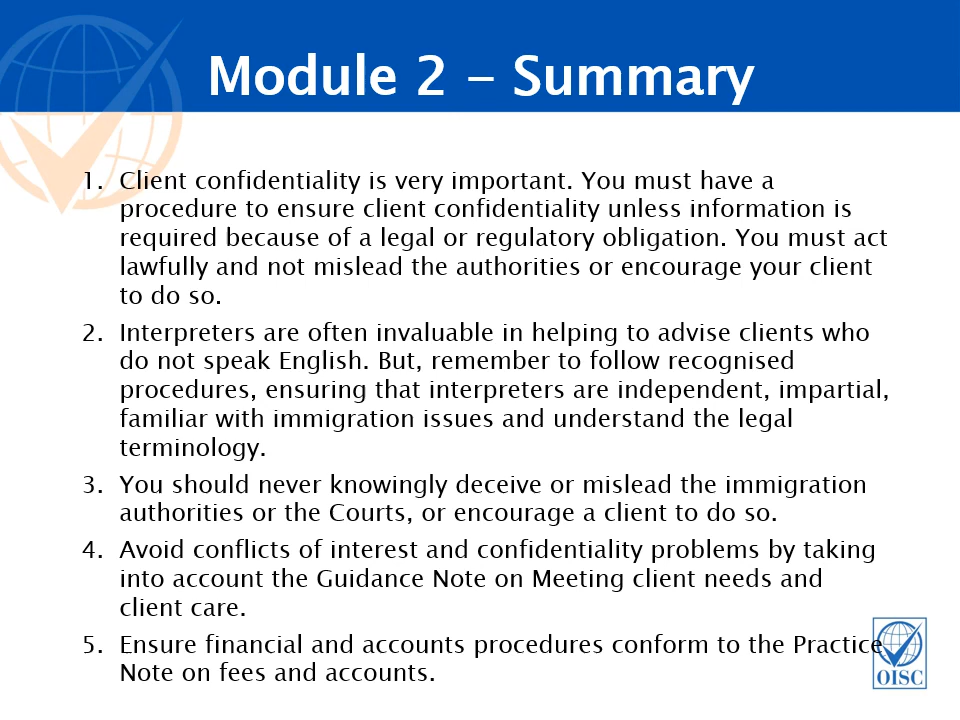 Module 2 – Summary
1. Client confidentiality is very important. You must have a
procedure to ensure client confidentiality unless information is
required because of a legal or regulatory obligation. You must act
lawfully and not mislead the authorities or encourage your client
to do so.
2. Interpreters are often invaluable in helping to advise clients who
do not speak English. But, remember to follow recognised
procedures, ensuring that interpreters are independent, impartial,
familiar with immigration issues and understand the legal
terminology.
3. You should never knowingly deceive or mislead the immigration
authorities or the Courts, or encourage a client to do so.
4. Avoid conflicts of interest and confidentiality problems by taking
into account the Guidance Note on Meeting client needs and
client care.
5. Ensure financial and accounts procedures conform to the Practice
Note on fees and accounts.
OISC